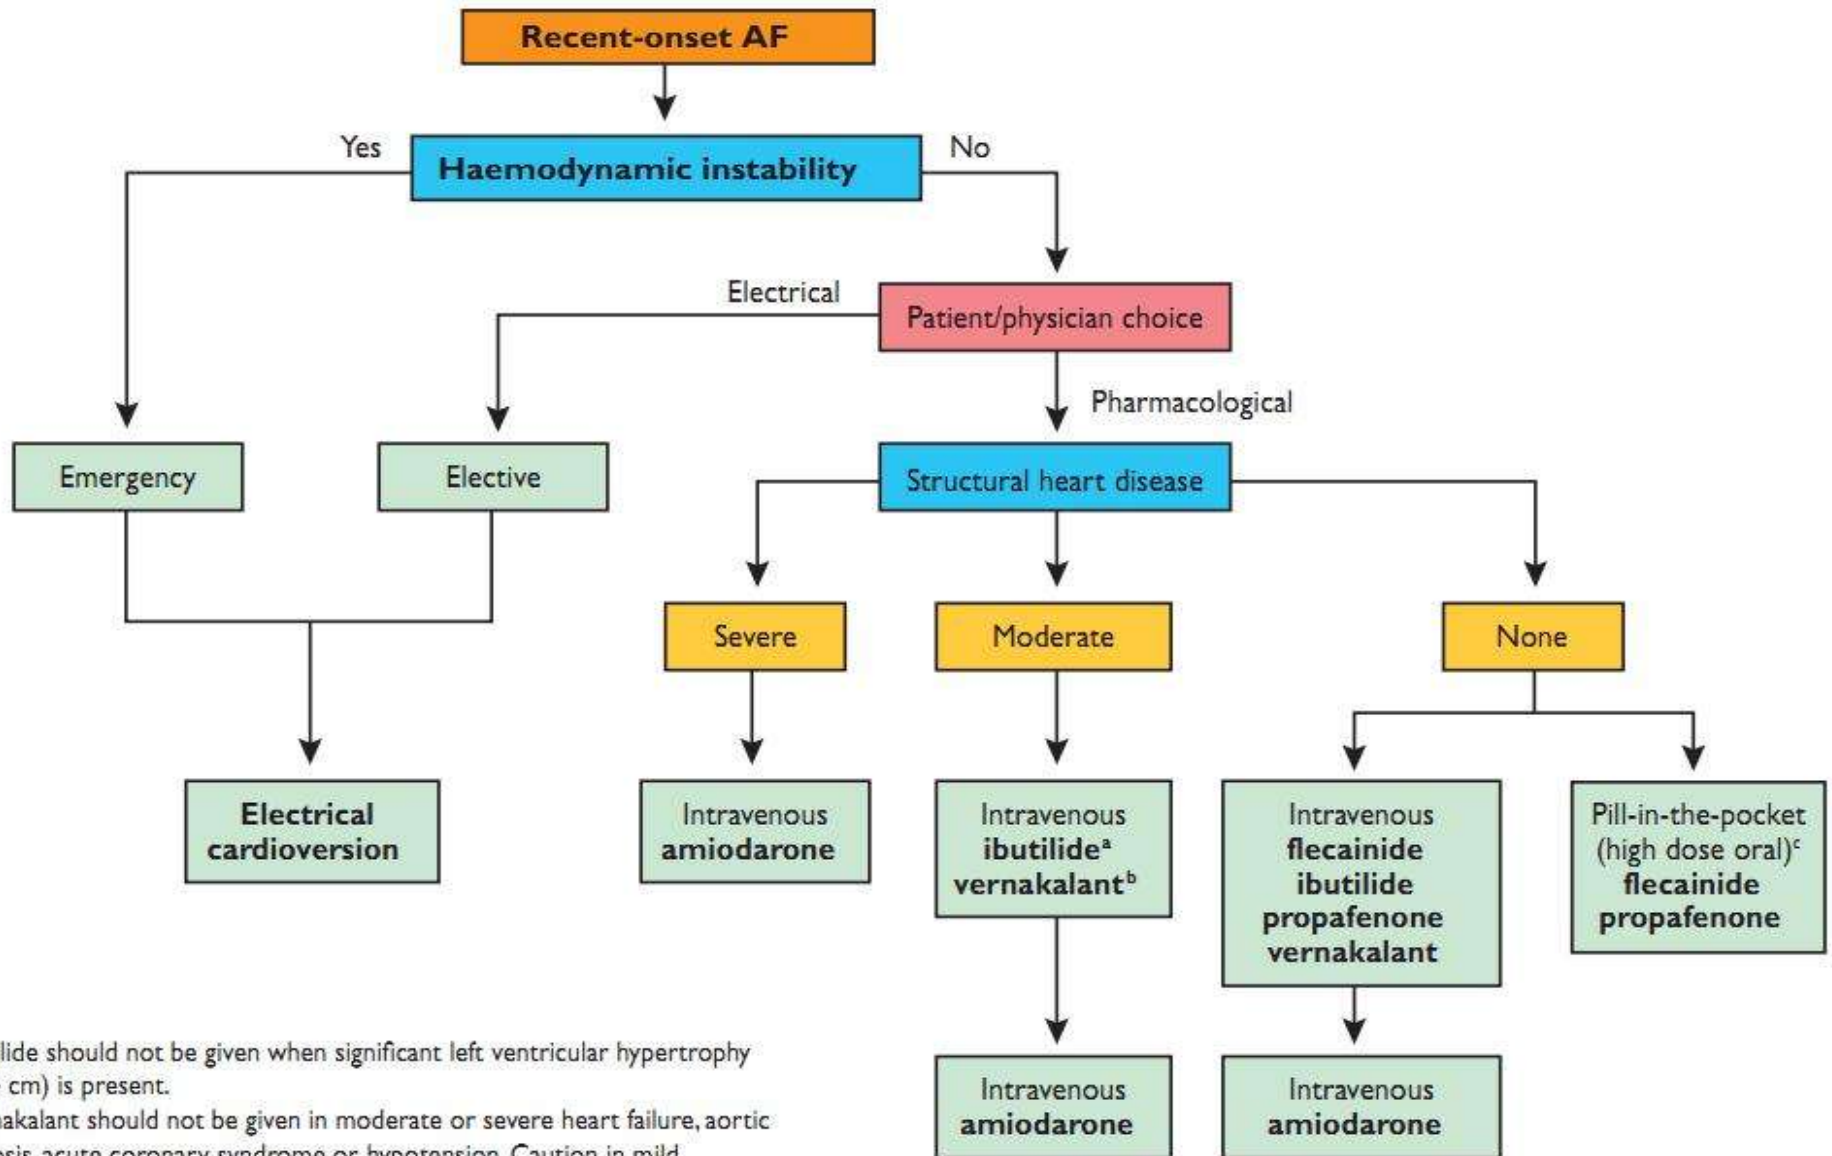 Recent-onset AF
Yes
Haemodynamic instability
No
Electrical
Patient/physician choice
Pharmacological
Emergency
Elective
Structural heart disease
Severe
Moderate
None
Electrical
cardioversion
Intravenous
amiodarone
Intravenous
ibutilideᵃ
vernakalantᵇ
Intravenous
flecainide
ibutilide
propafenone
vernakalant
Pill-in-the-pocket
(high dose oral)ᶜ
flecainide
propafenone
Intravenous
amiodarone
Intravenous
amiodarone
should not be given when significant left ventricular hypertrophy
cm) is present.
should not be given in moderate or severe heart failure, aortic
acute coronary syndrome or hypotension. Caution in mild